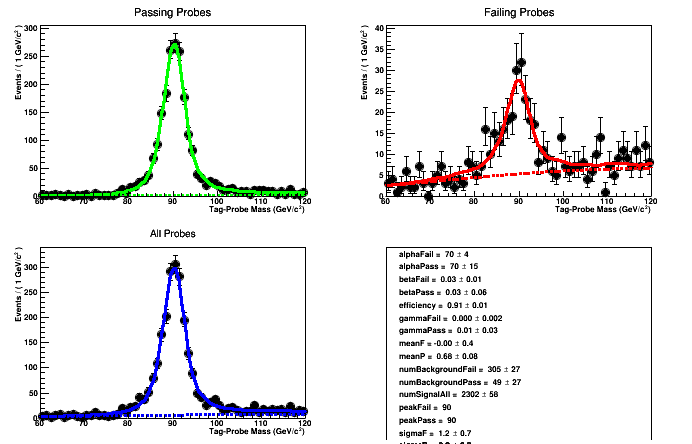 Passing Probes
Events / ( 1 GeV/c² )
300
250
200
150
100
50
0
60 70 80 90 100 110 120
Tag-Probe Mass (GeV/c²)
Failing Probes
Events / ( 1 GeV/c² )
40
35
30
25
20
15
10
5
0
60 70 80 90 100 110 120
Tag-Probe Mass (GeV/c²)
All Probes
Events / ( 1 GeV/c² )
300
250
200
150
100
50
0
60 70 80 90 100 110 120
Tag-Probe Mass (GeV/c²)
alphaFail = 70 ± 4
alphaPass = 70 ± 15
betaFail = 0.03 ± 0.01
betaPass = 0.03 ± 0.06
efficiency = 0.91 ± 0.01
gammaFail = 0.000 ± 0.002
gammaPass = 0.01 ± 0.03
meanF = -0.00 ± 0.4
meanP = 0.68 ± 0.08
numBackgroundFail = 305 ± 27
numBackgroundPass = 49 ± 27
numSignalAll = 2302 ± 58
peakFail = 90
peakPass = 90
sigmaF = 1.2 ± 0.7